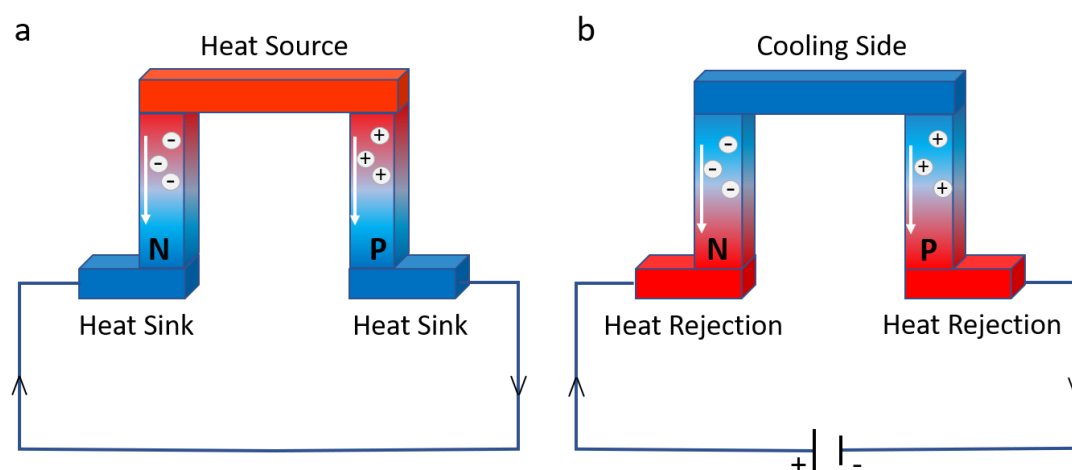 a
Heat Source
- - -
+ + +
N
P
Heat Sink
Heat Sink
b
Cooling Side
- - -
+ + +
N
P
Heat Rejection
Heat Rejection
+ -